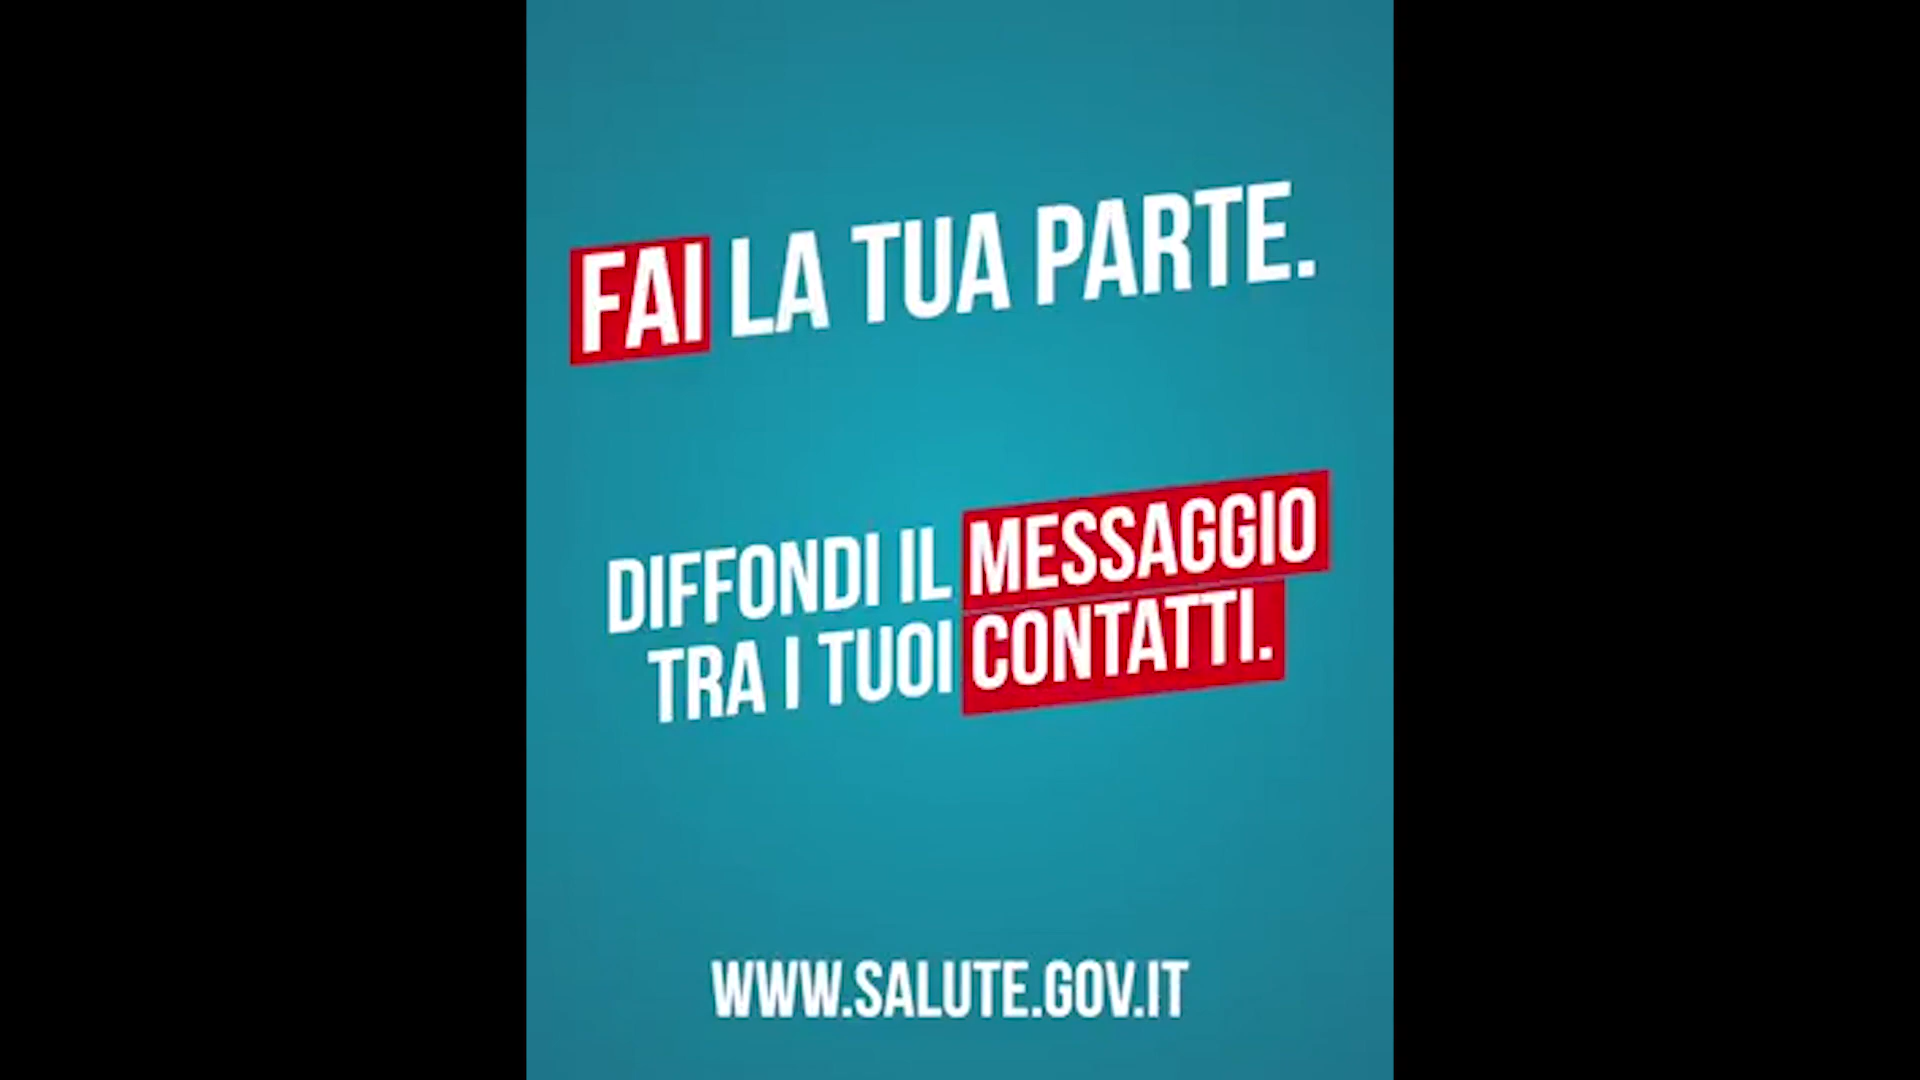 FAI LA TUA PARTE.
DIFFONDI IL MESSAGGIO
TRA I TUOI CONTATTI.
WWW.SALUTE.GOV.IT